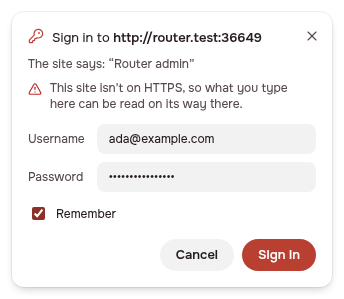 Sign in to http://router.test:36649
The site says: “Router admin”
This site isn’t on HTTPS, so what you type
here can be read on its way there.
Username
ada@example.com
Password
••••••••••••••••
Remember
Cancel
Sign In